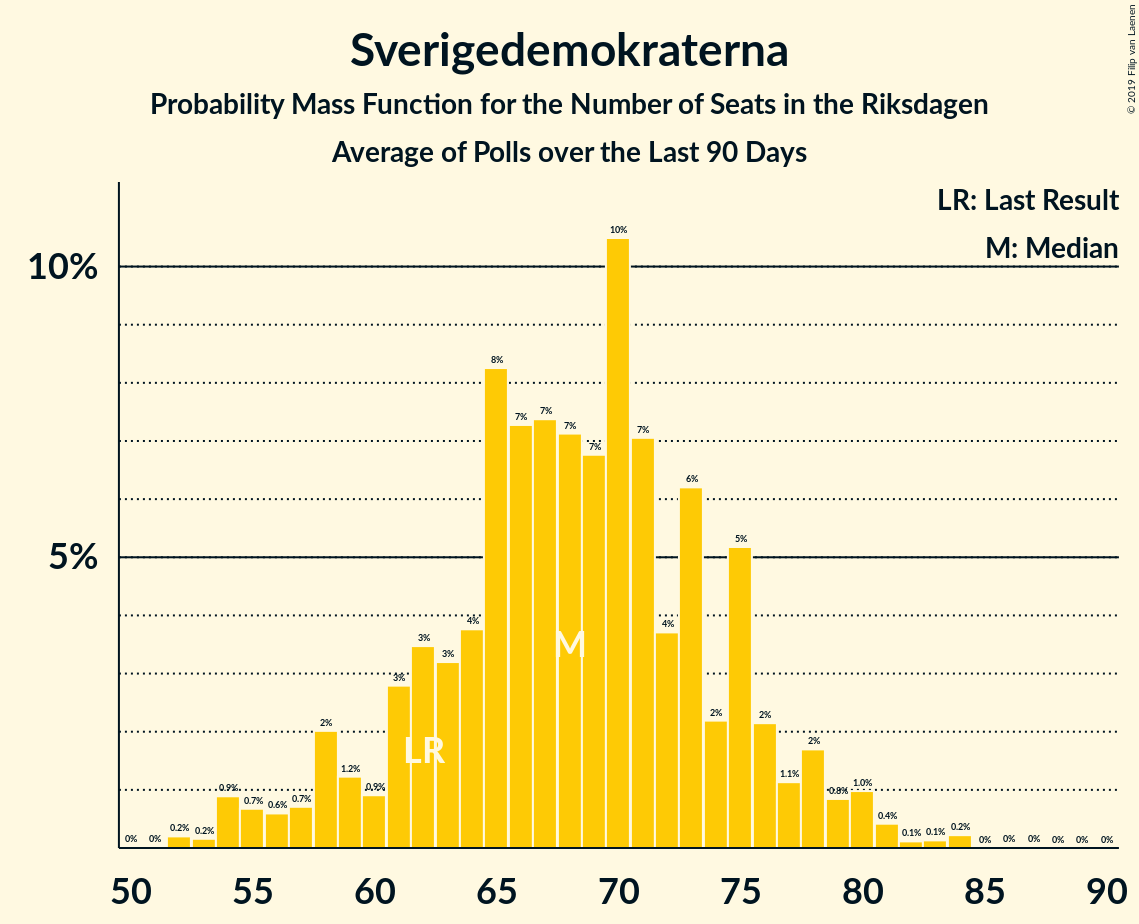 Sverigedemokraterna
Probability Mass Function for the Number of Seats in the Riksdagen
Average of Polls over the Last 90 Days
© 2019 Filip van Laenen
LR: Last Result
M: Median
10%
5%
0% 0% 0.2% 0.2% 0.9% 0.7% 0.6% 0.7% 2% 1.2% 0.9% 3% 3% 3% 4% 8% 7% 7% 7% 7% 10% 7% 4% 6% 2% 5% 2% 1.1% 2% 0.8% 1.0% 0.4% 0.1% 0.1% 0.2% 0% 0% 0% 0% 0% 0%
M
LR
50 55 60 65 70 75 80 85 90